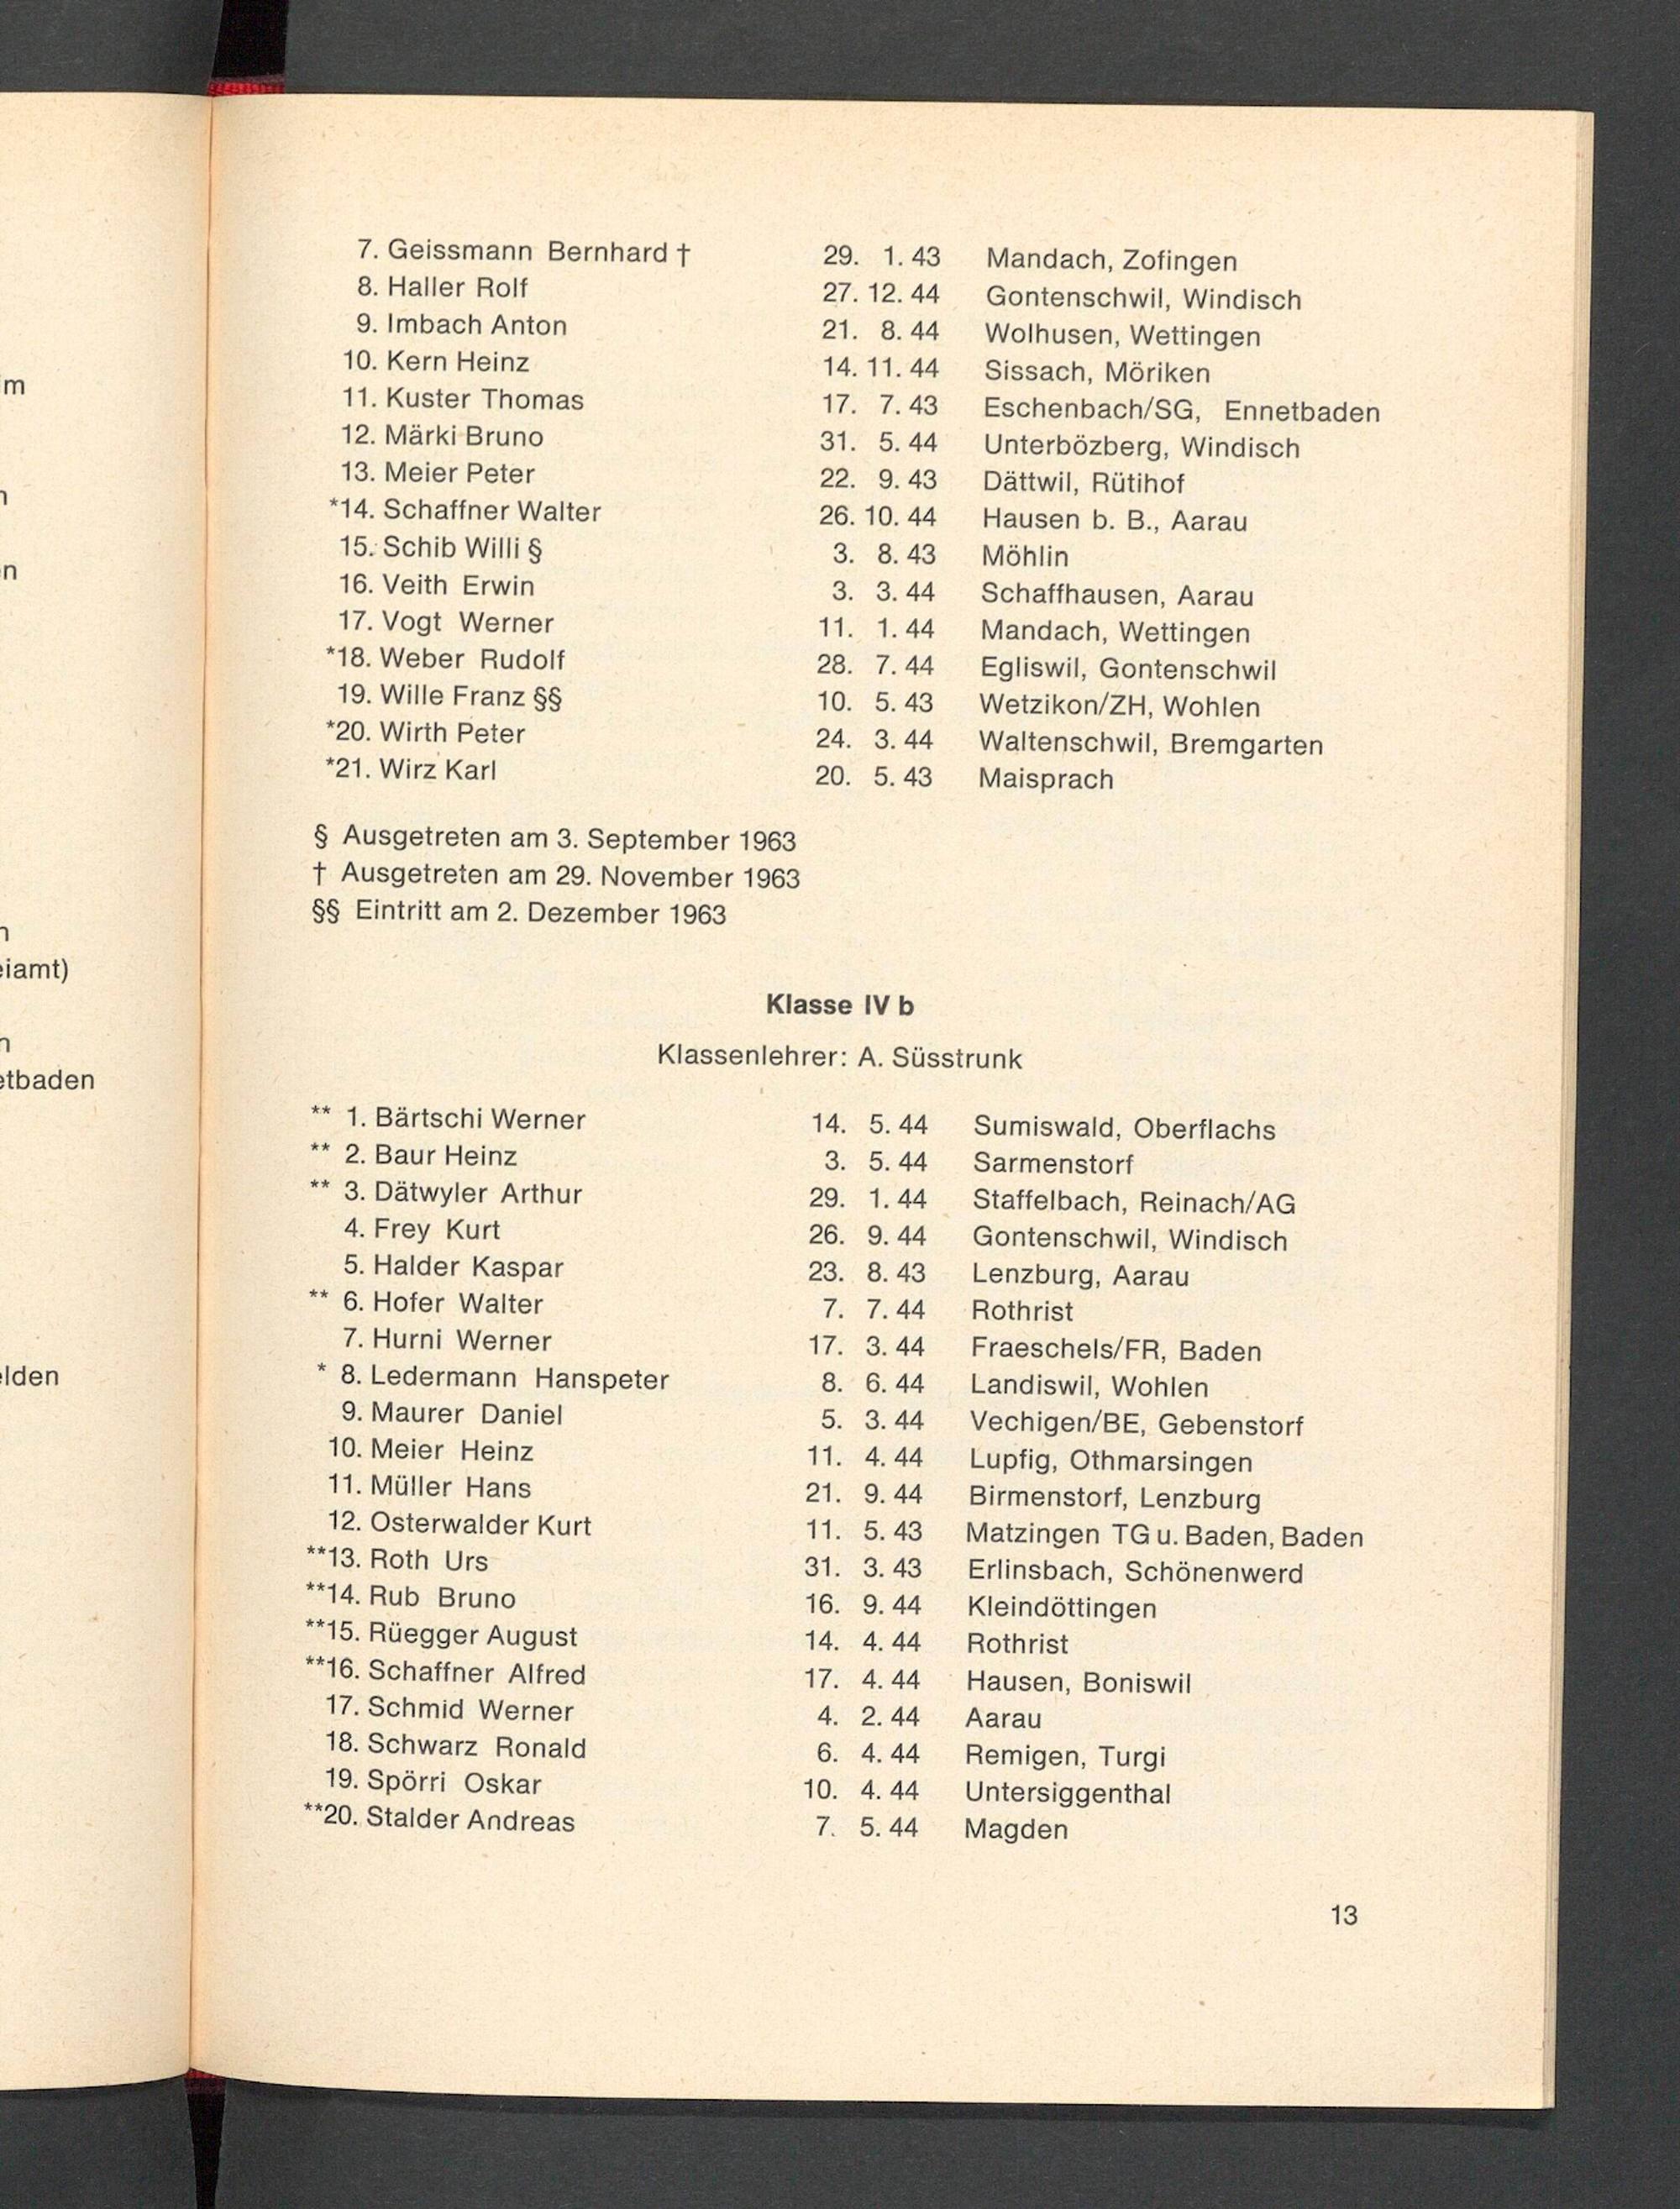 7. Geissmann Bernhard † 29. 1. 43 Mandach, Zofingen
8. Haller Rolf 27. 12. 44 Gontenschwil, Windisch
9. Imbach Anton 21. 8. 44 Wolhusen, Wettingen
10. Kern Heinz 14. 11. 44 Sissach, Möriken
11. Kuster Thomas 17. 7. 43 Eschenbach/SG, Ennetbaden
12. Märki Bruno 31. 5. 44 Unterbözberg, Windisch
13. Meier Peter 22. 9. 43 Dättwil, Rütihof
*14. Schaffner Walter 26. 10. 44 Hausen b. B., Aarau
15. Schib Willi § 3. 8. 43 Möhlin
16. Veith Erwin 3. 3. 44 Schaffhausen, Aarau
17. Vogt Werner 11. 1. 44 Mandach, Wettingen
*18. Weber Rudolf 28. 7. 44 Egliswil, Gontenschwil
19. Wille Franz §§ 10. 5. 43 Wetzikon/ZH, Wohlen
*20. Wirth Peter 24. 3. 44 Waltenschwil, Bremgarten
*21. Wirz Karl 20. 5. 43 Maisprach
§ Ausgetreten am 3. September 1963
† Ausgetreten am 29. November 1963
§§ Eintritt am 2. Dezember 1963
Klasse IV b
Klassenlehrer: A. Süsstrunk
** 1. Bärtschi Werner 14. 5. 44 Sumiswald, Oberflachs
** 2. Baur Heinz 3. 5. 44 Sarmenstorf
** 3. Dätwyler Arthur 29. 1. 44 Staffelbach, Reinach/AG
4. Frey Kurt 26. 9. 44 Gontenschwil, Windisch
5. Halder Kaspar 23. 8. 43 Lenzburg, Aarau
** 6. Hofer Walter 7. 7. 44 Rothrist
7. Hurni Werner 17. 3. 44 Fraeschels/FR, Baden
* 8. Ledermann Hanspeter 8. 6. 44 Landiswil, Wohlen
9. Maurer Daniel 5. 3. 44 Vechigen/BE, Gebenstorf
10. Meier Heinz 11. 4. 44 Lupfig, Othmarsingen
11. Müller Hans 21. 9. 44 Birmenstorf, Lenzburg
12. Osterwalder Kurt 11. 5. 43 Matzingen TG u. Baden, Baden
**13. Roth Urs 31. 3. 43 Erlinsbach, Schönenwerd
**14. Rub Bruno 16. 9. 44 Kleindöttingen
**15. Rüegger August 14. 4. 44 Rothrist
**16. Schaffner Alfred 17. 4. 44 Hausen, Boniswil
17. Schmid Werner 4. 2. 44 Aarau
18. Schwarz Ronald 6. 4. 44 Remigen, Turgi
19. Spörri Oskar 10. 4. 44 Untersiggenthal
**20. Stalder Andreas 7. 5. 44 Magden
13